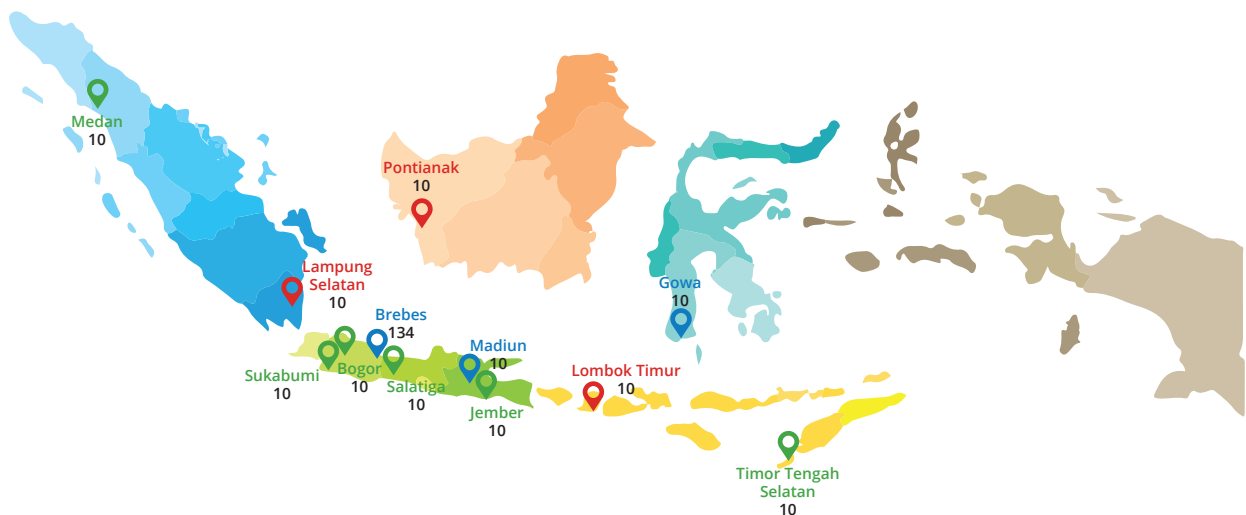 Medan
10
Pontianak
10
Lampung
Selatan
10
Gowa
10
Brebes
134
Madiun
10
Sukabumi
10
Bogor
10
Salatiga
10
Jember
10
Lombok Timur
10
Timor Tengah
Selatan
10